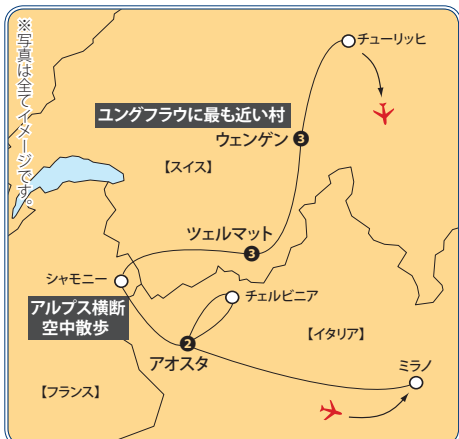 ※写真は全てイメージです。
チューリッヒ
ユングフラウに最も近い村
ウェンゲン ❸
【スイス】
ツェルマット
❸
シャモニー
チェルビニア
アルプス横断
空中散歩
❷
【イタリア】
アオスタ
ミラノ
【フランス】